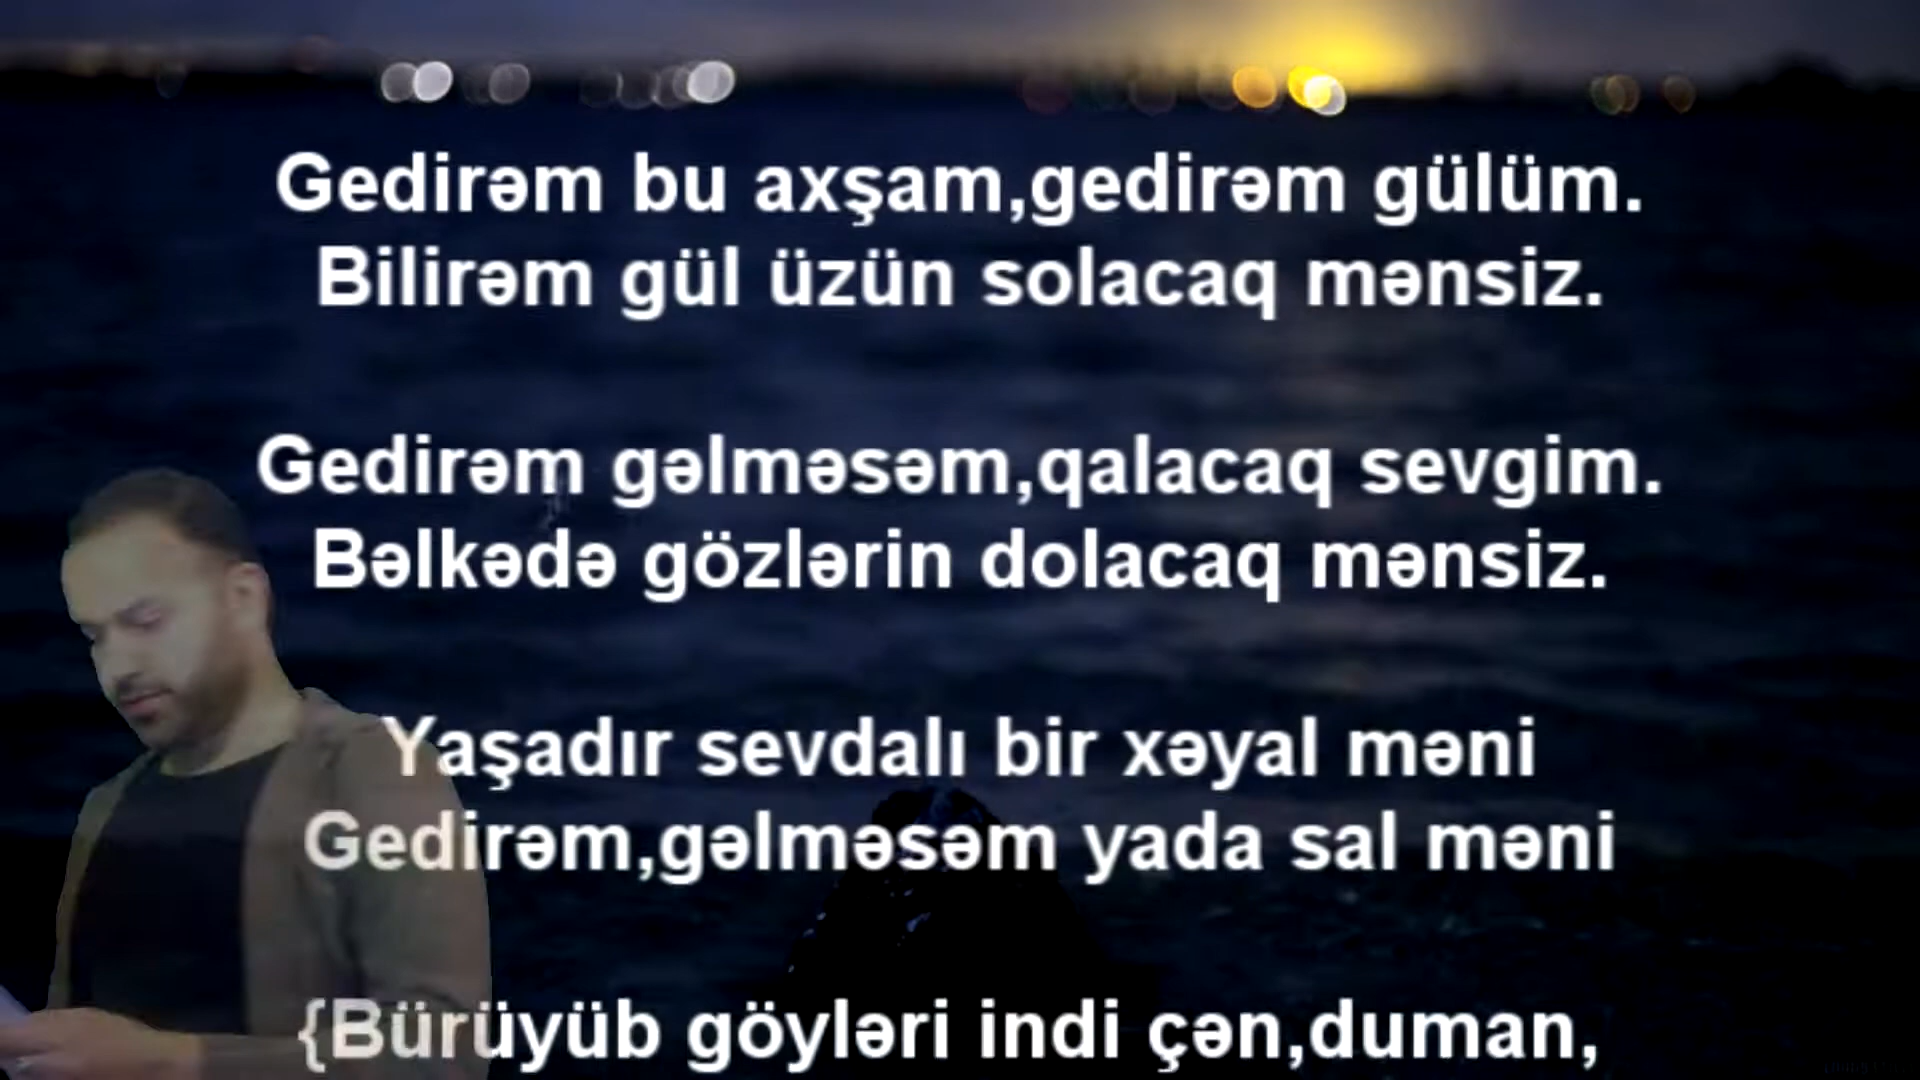 Gedirəm bu axşam,gedirəm gülüm.
Bilirəm gül üzün solacaq mənsiz.
Gedirəm gəlməsəm,qalacaq sevgim.
Bəlkədə gözlərin dolacaq mənsiz.
Yaşadır sevdalı bir xəyal məni
Gedirəm,gəlməsəm yada sal məni
{Bürüyüb göyləri indi çən,duman,